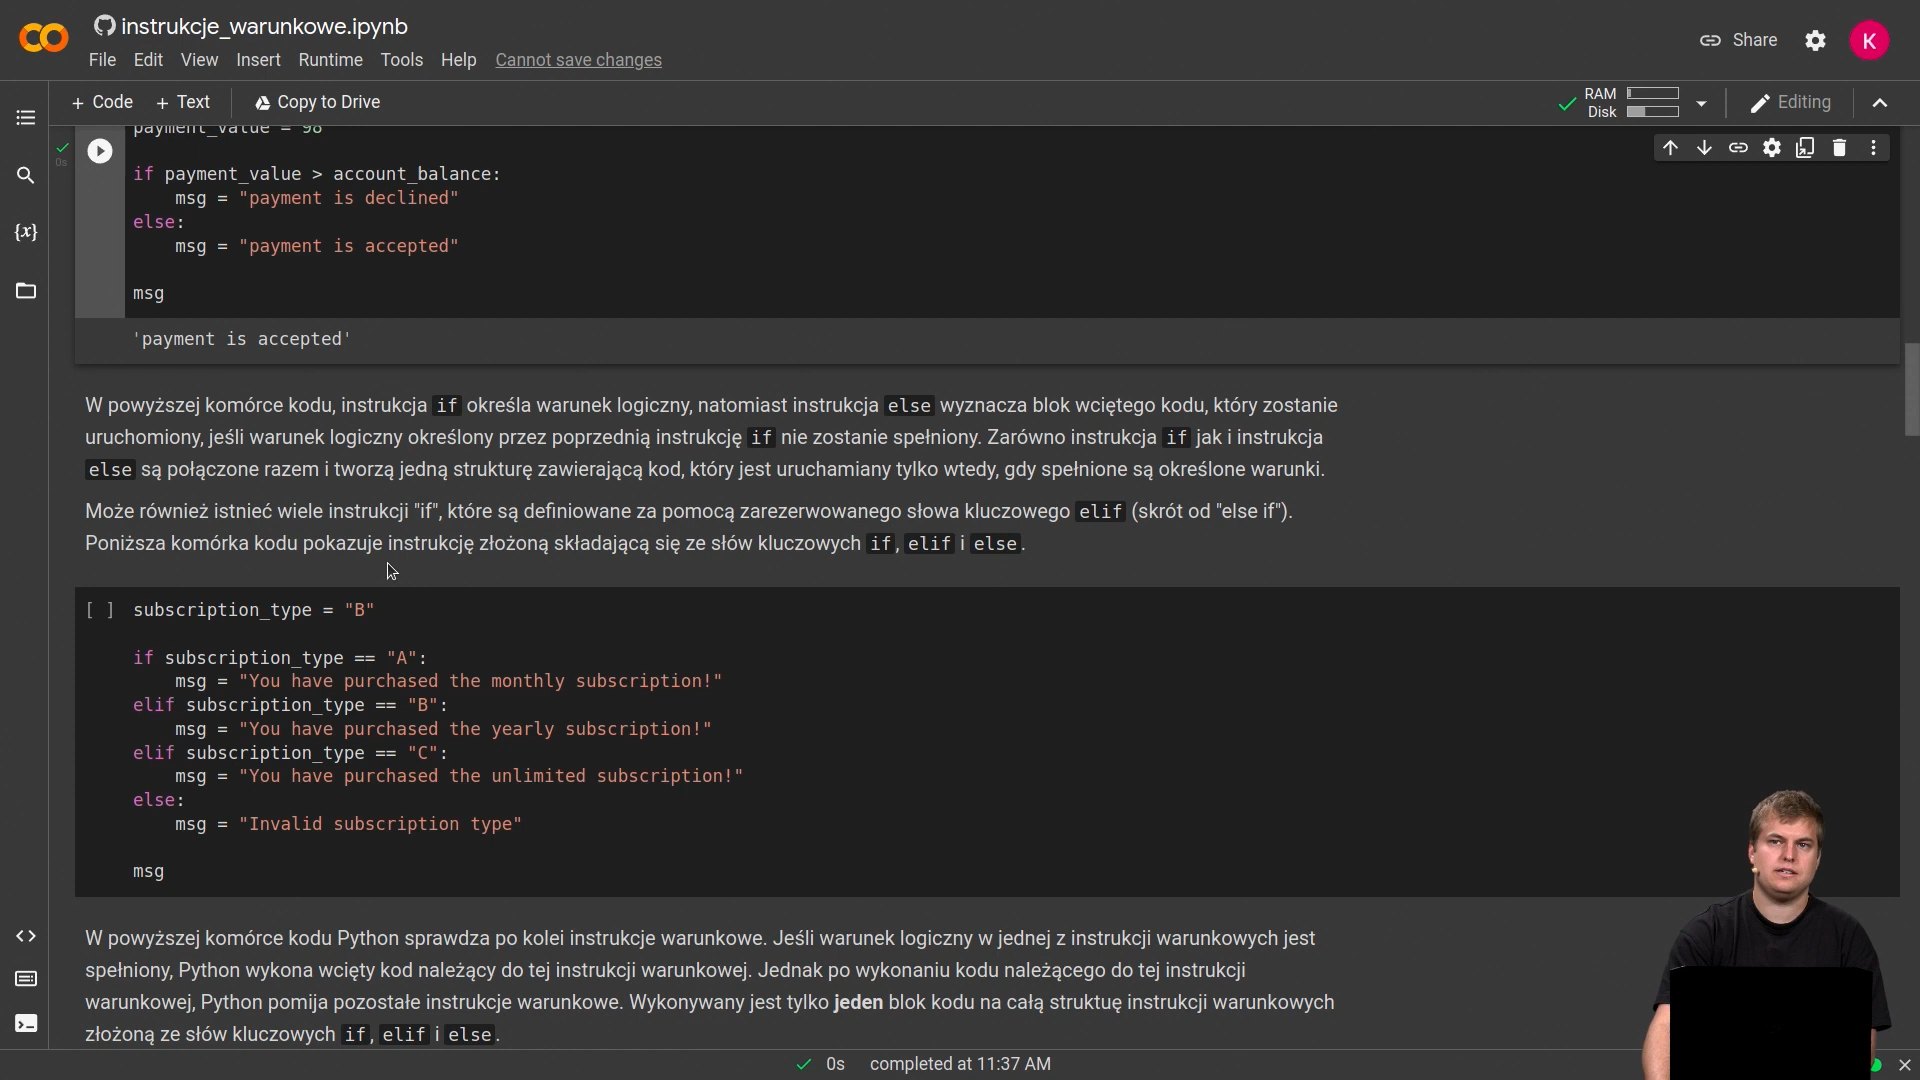 instrukcje_warunkowe.ipynb
File Edit View Insert Runtime Tools Help Cannot save changes
Share
K
+ Code + Text Copy to Drive
RAM
Disk
Editing
payment_value = 98
0s
if payment_value > account_balance:
    msg = "payment is declined"
else:
    msg = "payment is accepted"
msg
'payment is accepted'
W powyższej komórce kodu, instrukcja if określa warunek logiczny, natomiast instrukcja else wyznacza blok wciętego kodu, który zostanie
uruchomiony, jeśli warunek logiczny określony przez poprzednią instrukcję if nie zostanie spełniony. Zarówno instrukcja if jak i instrukcja
else są połączone razem i tworzą jedną strukturę zawierającą kod, który jest uruchamiany tylko wtedy, gdy spełnione są określone warunki.
Może również istnieć wiele instrukcji "if", które są definiowane za pomocą zarezerwowanego słowa kluczowego elif (skrót od "else if").
Poniższa komórka kodu pokazuje instrukcję złożoną składającą się ze słów kluczowych if, elif i else.
[ ] subscription_type = "B"
if subscription_type == "A":
    msg = "You have purchased the monthly subscription!"
elif subscription_type == "B":
    msg = "You have purchased the yearly subscription!"
elif subscription_type == "C":
    msg = "You have purchased the unlimited subscription!"
else:
    msg = "Invalid subscription type"
msg
W powyższej komórce kodu Python sprawdza po kolei instrukcje warunkowe. Jeśli warunek logiczny w jednej z instrukcji warunkowych jest
spełniony, Python wykona wcięty kod należący do tej instrukcji warunkowej. Jednak po wykonaniu kodu należącego do tej instrukcji
warunkowej, Python pomija pozostałe instrukcje warunkowe. Wykonywany jest tylko jeden blok kodu na całą struktuę instrukcji warunkowych
złożoną ze słów kluczowych if, elif i else.
0s completed at 11:37 AM